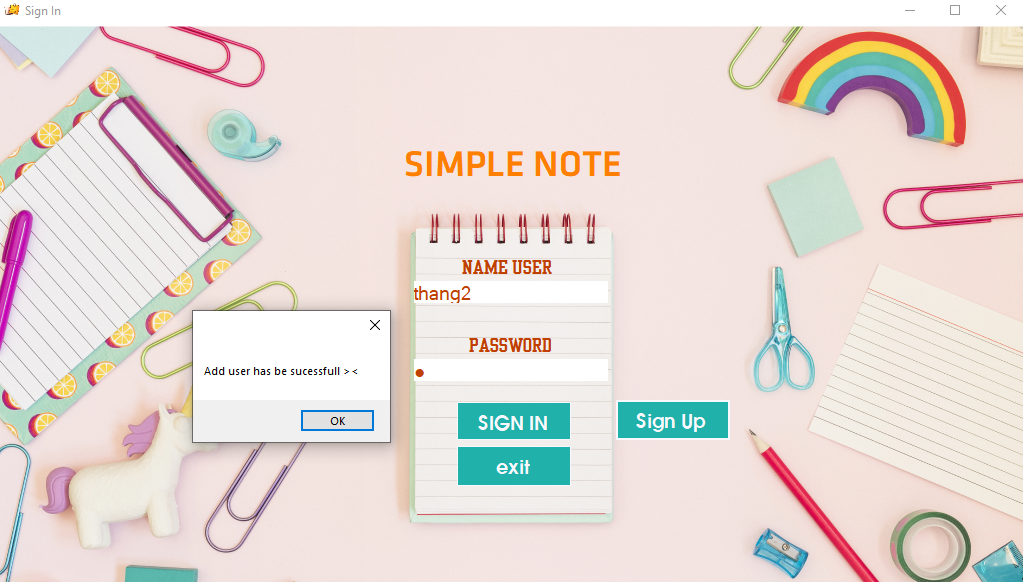 Sign In
SIMPLE NOTE
NAME USER
thang2
PASSWORD
Add user has be sucessfull > <
OK
SIGN IN
Sign Up
exit